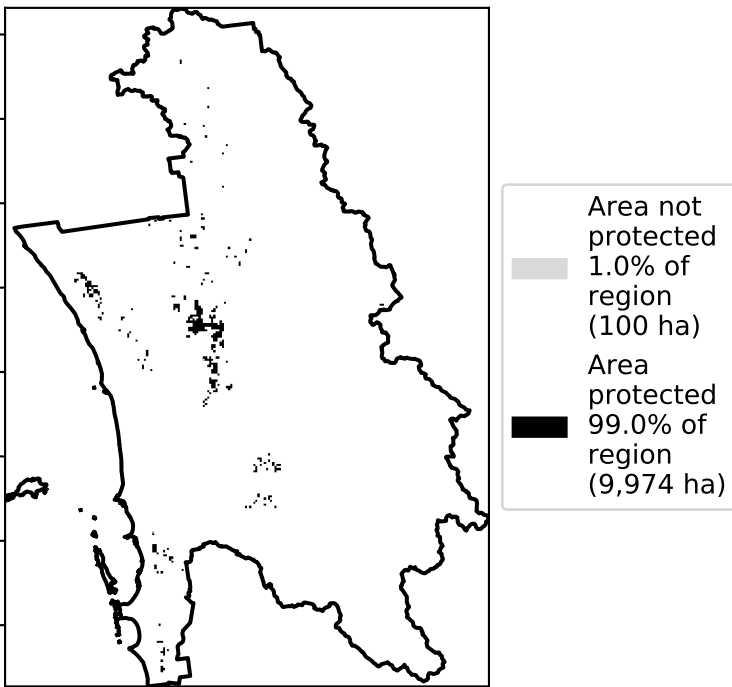 Area not
protected
1.0% of
region
(100 ha)
Area
protected
99.0% of
region
(9,974 ha)